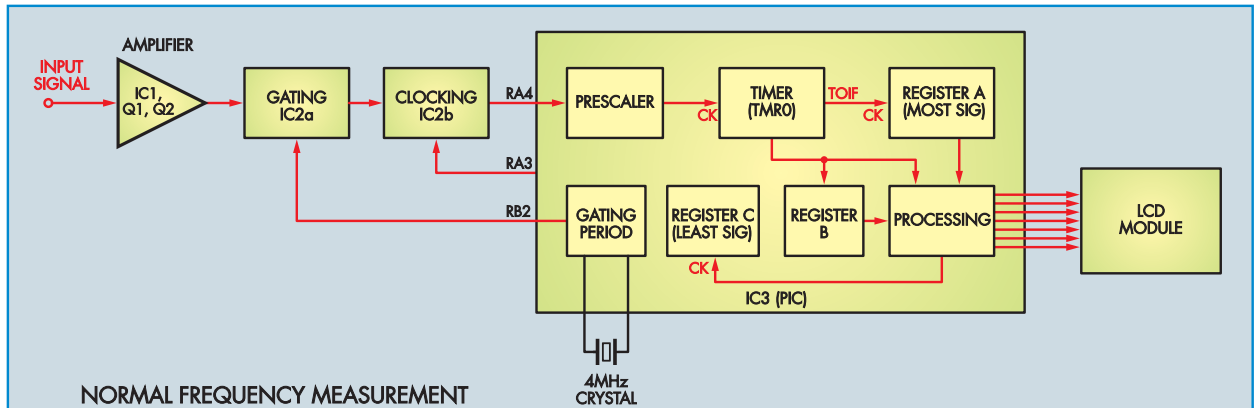 AMPLIFIER
INPUT
SIGNAL
IC1,
Q1, Q2
GATING
IC2a
CLOCKING
IC2b
RA4
RA3
RB2
PRESCALER
CK
TIMER
(TMR0)
TOIF
CK
REGISTER A
(MOST SIG)
GATING
PERIOD
REGISTER C
(LEAST SIG)
CK
REGISTER
B
PROCESSING
IC3 (PIC)
LCD
MODULE
4MHz
CRYSTAL
NORMAL FREQUENCY MEASUREMENT